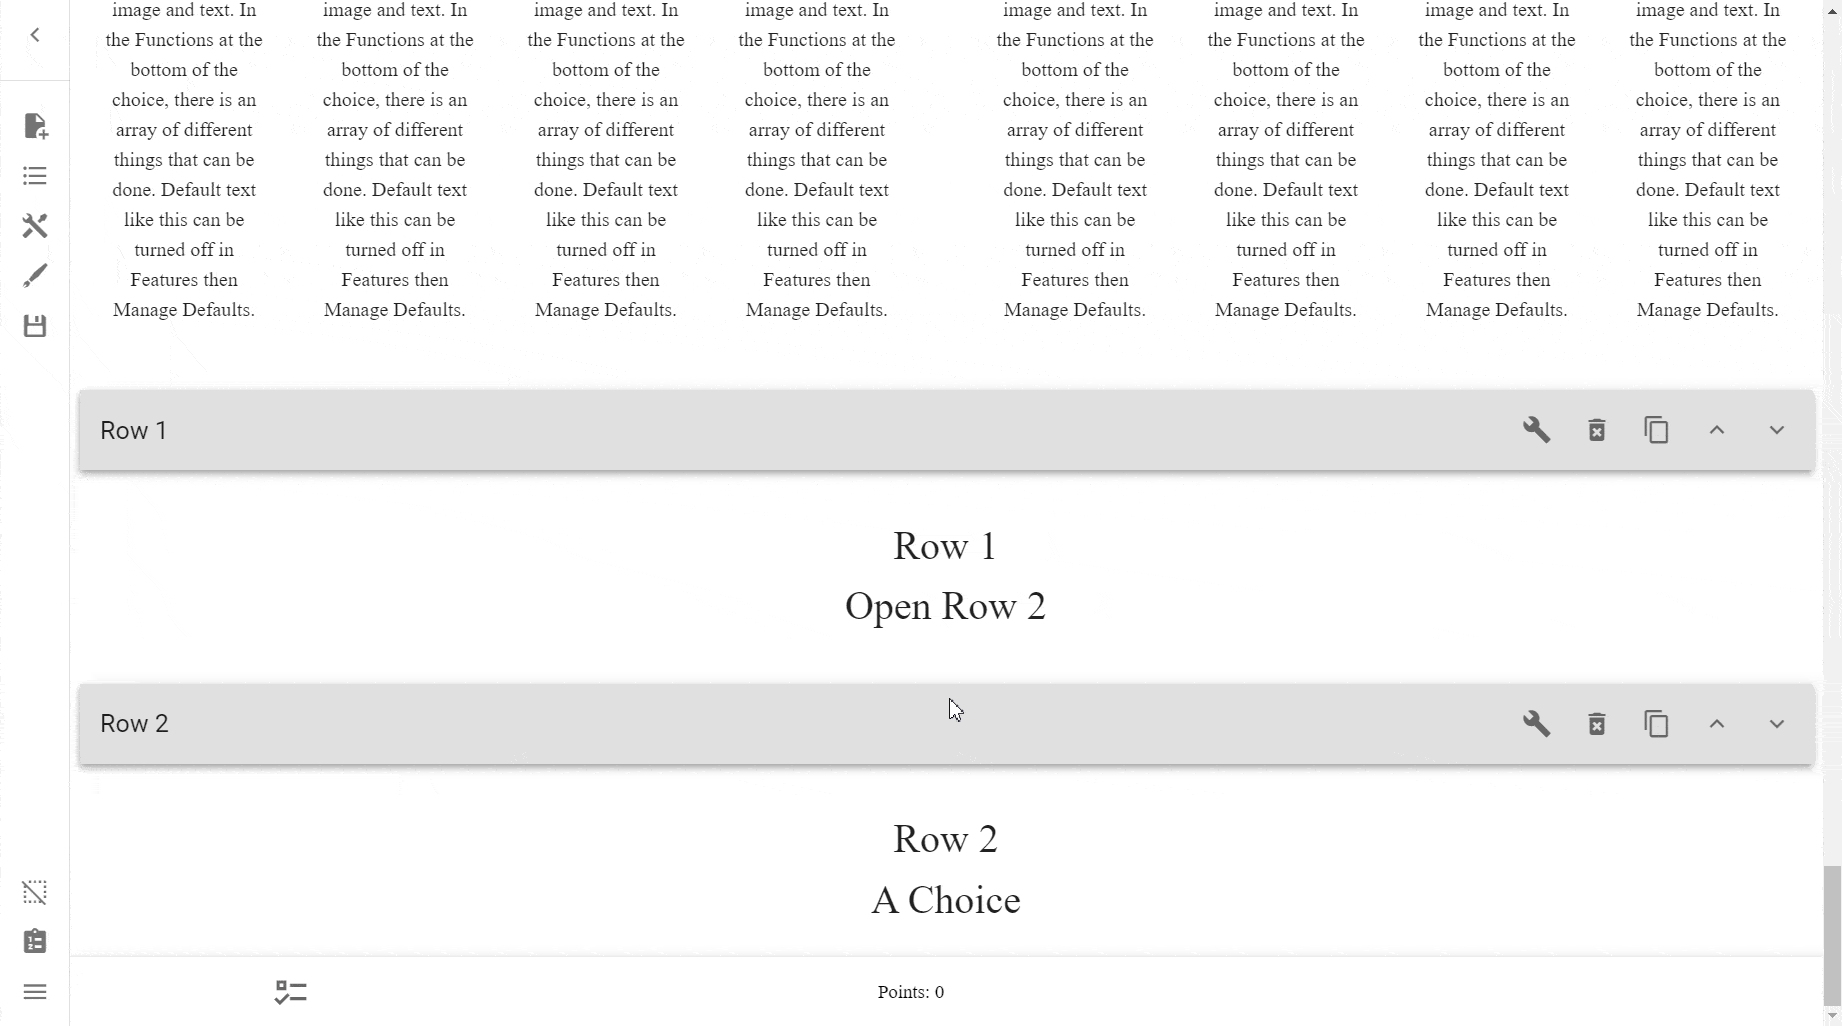 image and text. In image and text. In image and text. In image and text. In image and text. In image and text. In image and text. In image and text. In
the Functions at the the Functions at the the Functions at the the Functions at the the Functions at the the Functions at the the Functions at the the Functions at the
bottom of the bottom of the bottom of the bottom of the bottom of the bottom of the bottom of the bottom of the
choice, there is an choice, there is an choice, there is an choice, there is an choice, there is an choice, there is an choice, there is an choice, there is an
array of different array of different array of different array of different array of different array of different array of different array of different
things that can be things that can be things that can be things that can be things that can be things that can be things that can be things that can be
done. Default text done. Default text done. Default text done. Default text done. Default text done. Default text done. Default text done. Default text
like this can be like this can be like this can be like this can be like this can be like this can be like this can be like this can be
turned off in turned off in turned off in turned off in turned off in turned off in turned off in turned off in
Features then Features then Features then Features then Features then Features then Features then Features then
Manage Defaults. Manage Defaults. Manage Defaults. Manage Defaults. Manage Defaults. Manage Defaults. Manage Defaults. Manage Defaults.
Row 1
Row 1
Open Row 2
Row 2
Row 2
A Choice
Points: 0